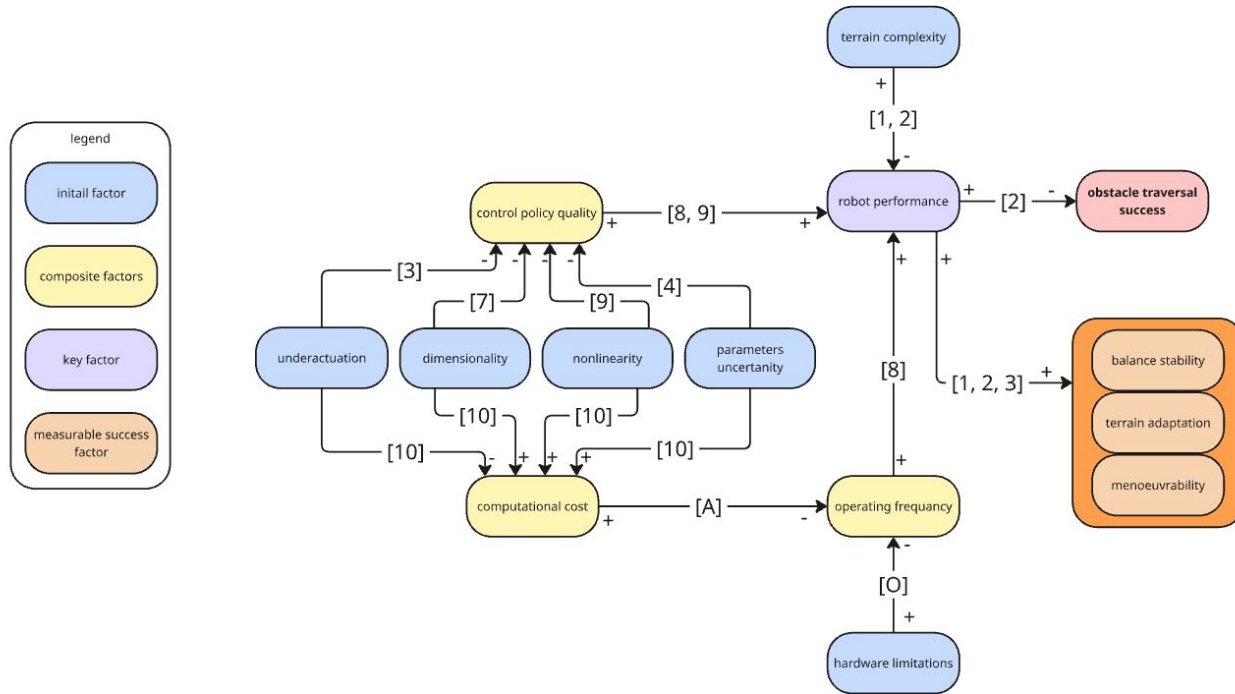 terrain complexity
+
[1, 2]
-
legend
initail factor
composite factors
key factor
measurable success
factor
control policy quality
+
[8, 9]
+
robot performance
+
[2]
-
obstacle traversal
success
-
-
-
-
[3]
[7]
[9]
[4]
+
+
underactuation
dimensionality
nonlinearity
parameters
uncertanity
[8]
[1, 2, 3]
+
balance stability
terrain adaptation
menoeuvrability
[10]
[10]
[10]
[10]
-
+
+
+
+
computational cost
+
[A]
-
operating frequancy
-
[O]
+
hardware limitations